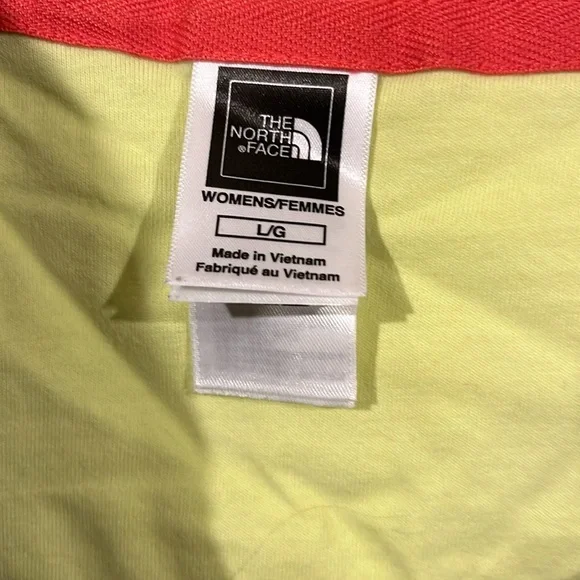 THE
NORTH
®FACE
WOMENS/FEMMES
L/G
Made in Vietnam
Fabriqué au Vietnam